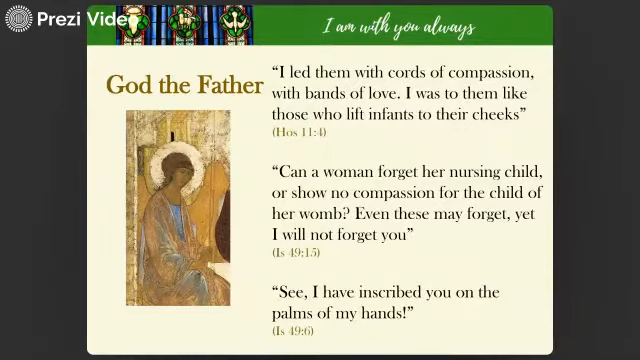 Prezi Video
I am with you always
God the Father
“I led them with cords of compassion,
with bands of love. I was to them like
those who lift infants to their cheeks”
(Hos 11:4)
“Can a woman forget her nursing child,
or show no compassion for the child of
her womb? Even these may forget, yet
I will not forget you”
(Is 49:15)
“See, I have inscribed you on the
palms of my hands!”
(Is 49:6)